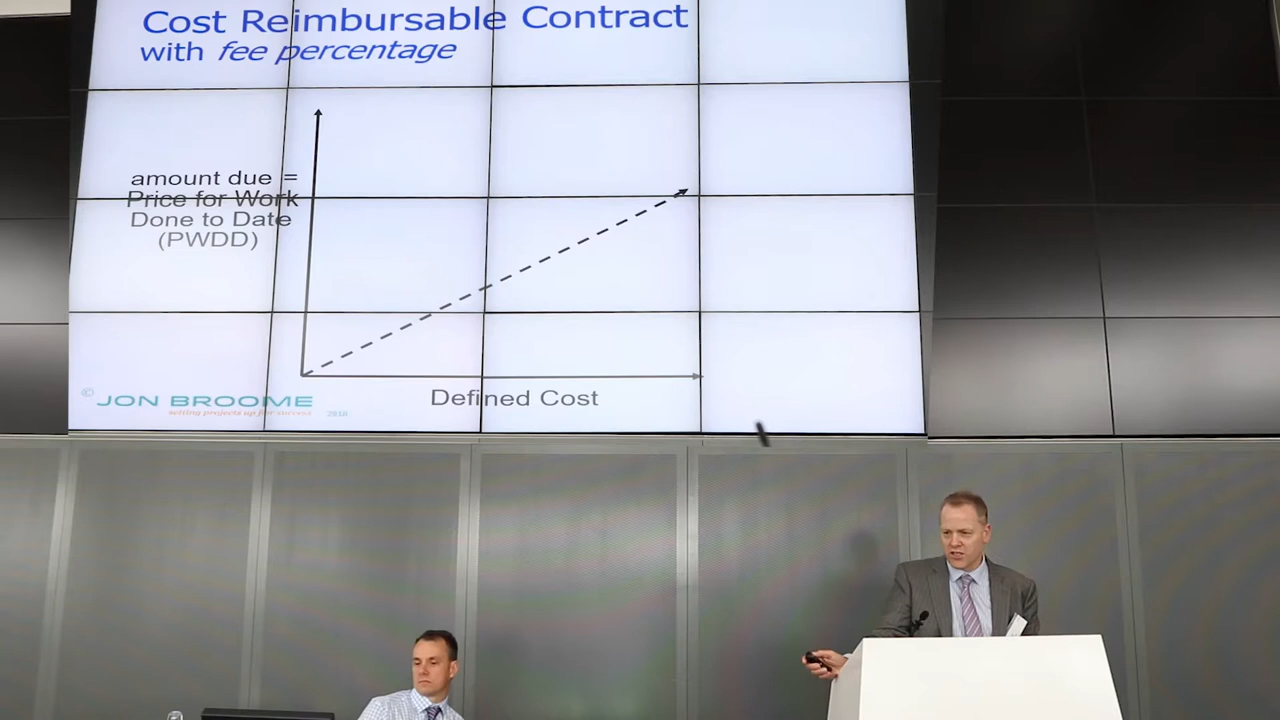 Cost Reimbursable Contract
with fee percentage
amount due =
Price for Work
Done to Date
(PWDD)
Defined Cost
© JON BROOME
setting projects up for success 2018